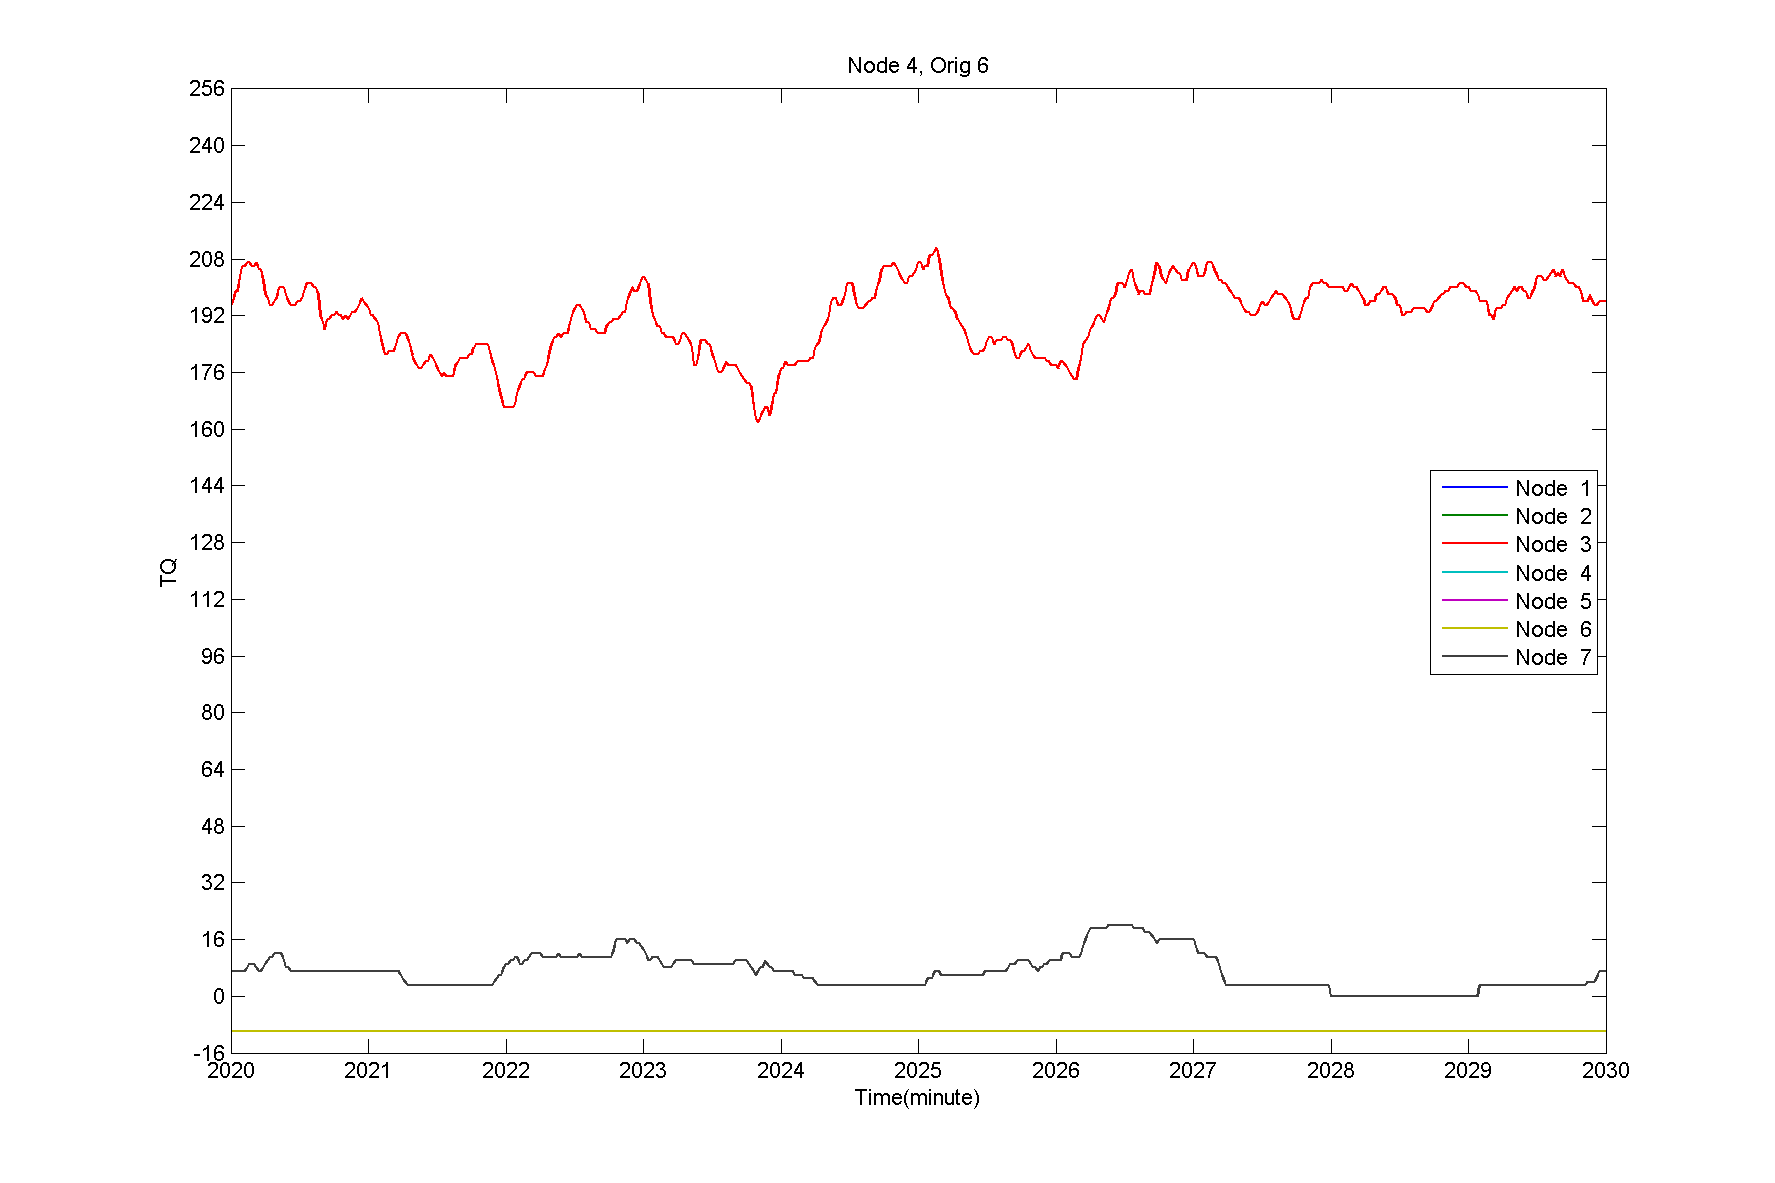 Node 4, Orig 6
256
240
224
208
192
176
160
144
128
112
96
80
64
48
32
16
0
-16
TQ
Node 1
Node 2
Node 3
Node 4
Node 5
Node 6
Node 7
2020 2021 2022 2023 2024 2025 2026 2027 2028 2029 2030
Time(minute)